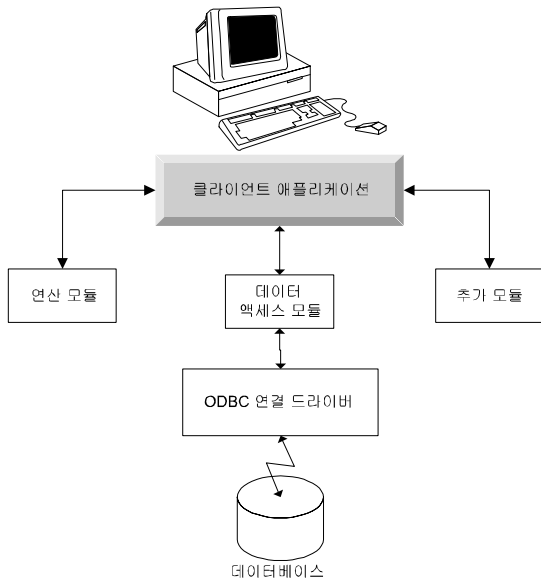 클라이언트 애플리케이션
연산 모듈
데이터
액세스 모듈
추가 모듈
ODBC 연결 드라이버
데이터베이스